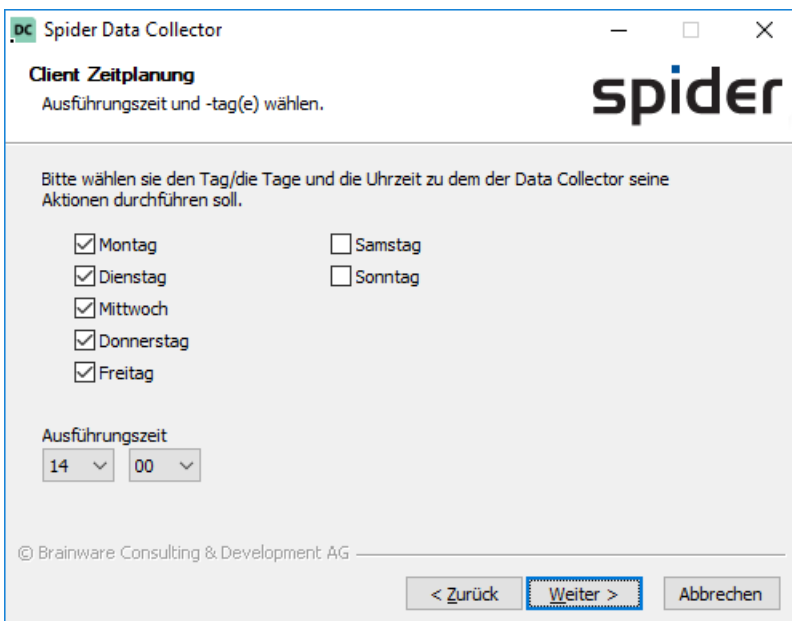 DC Spider Data Collector
Client Zeitplanung
Ausführungszeit und -tag(e) wählen.
spider
Bitte wählen sie den Tag/die Tage und die Uhrzeit zu dem der Data Collector seine
Aktionen durchführen soll.
Montag Samstag
Dienstag Sonntag
Mittwoch
Donnerstag
Freitag
Ausführungszeit
14 00
© Brainware Consulting & Development AG
< Zurück Weiter > Abbrechen